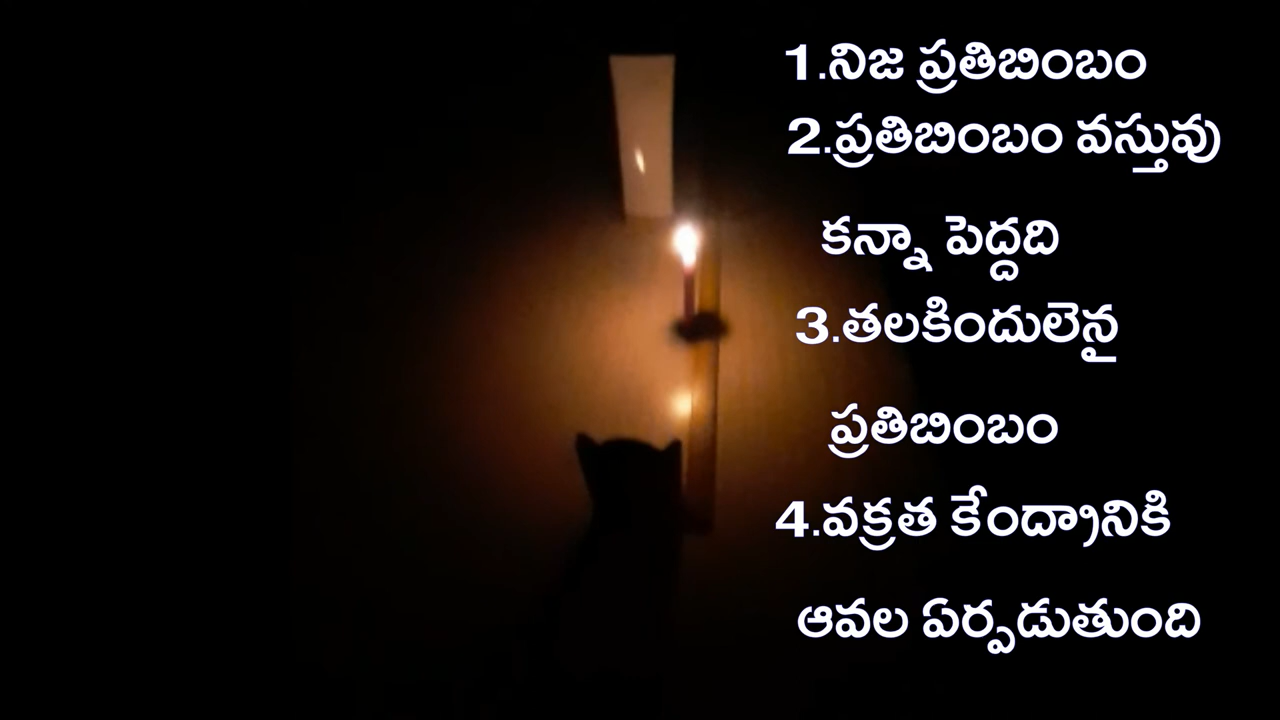 1.నిజ ప్రతిబింబం
2.ప్రతిబింబం వస్తువు
కన్నా పెద్దది
3.తలకిందులైన
ప్రతిబింబం
4.వక్రత కేంద్రానికి
ఆవల ఏర్పడుతుంది